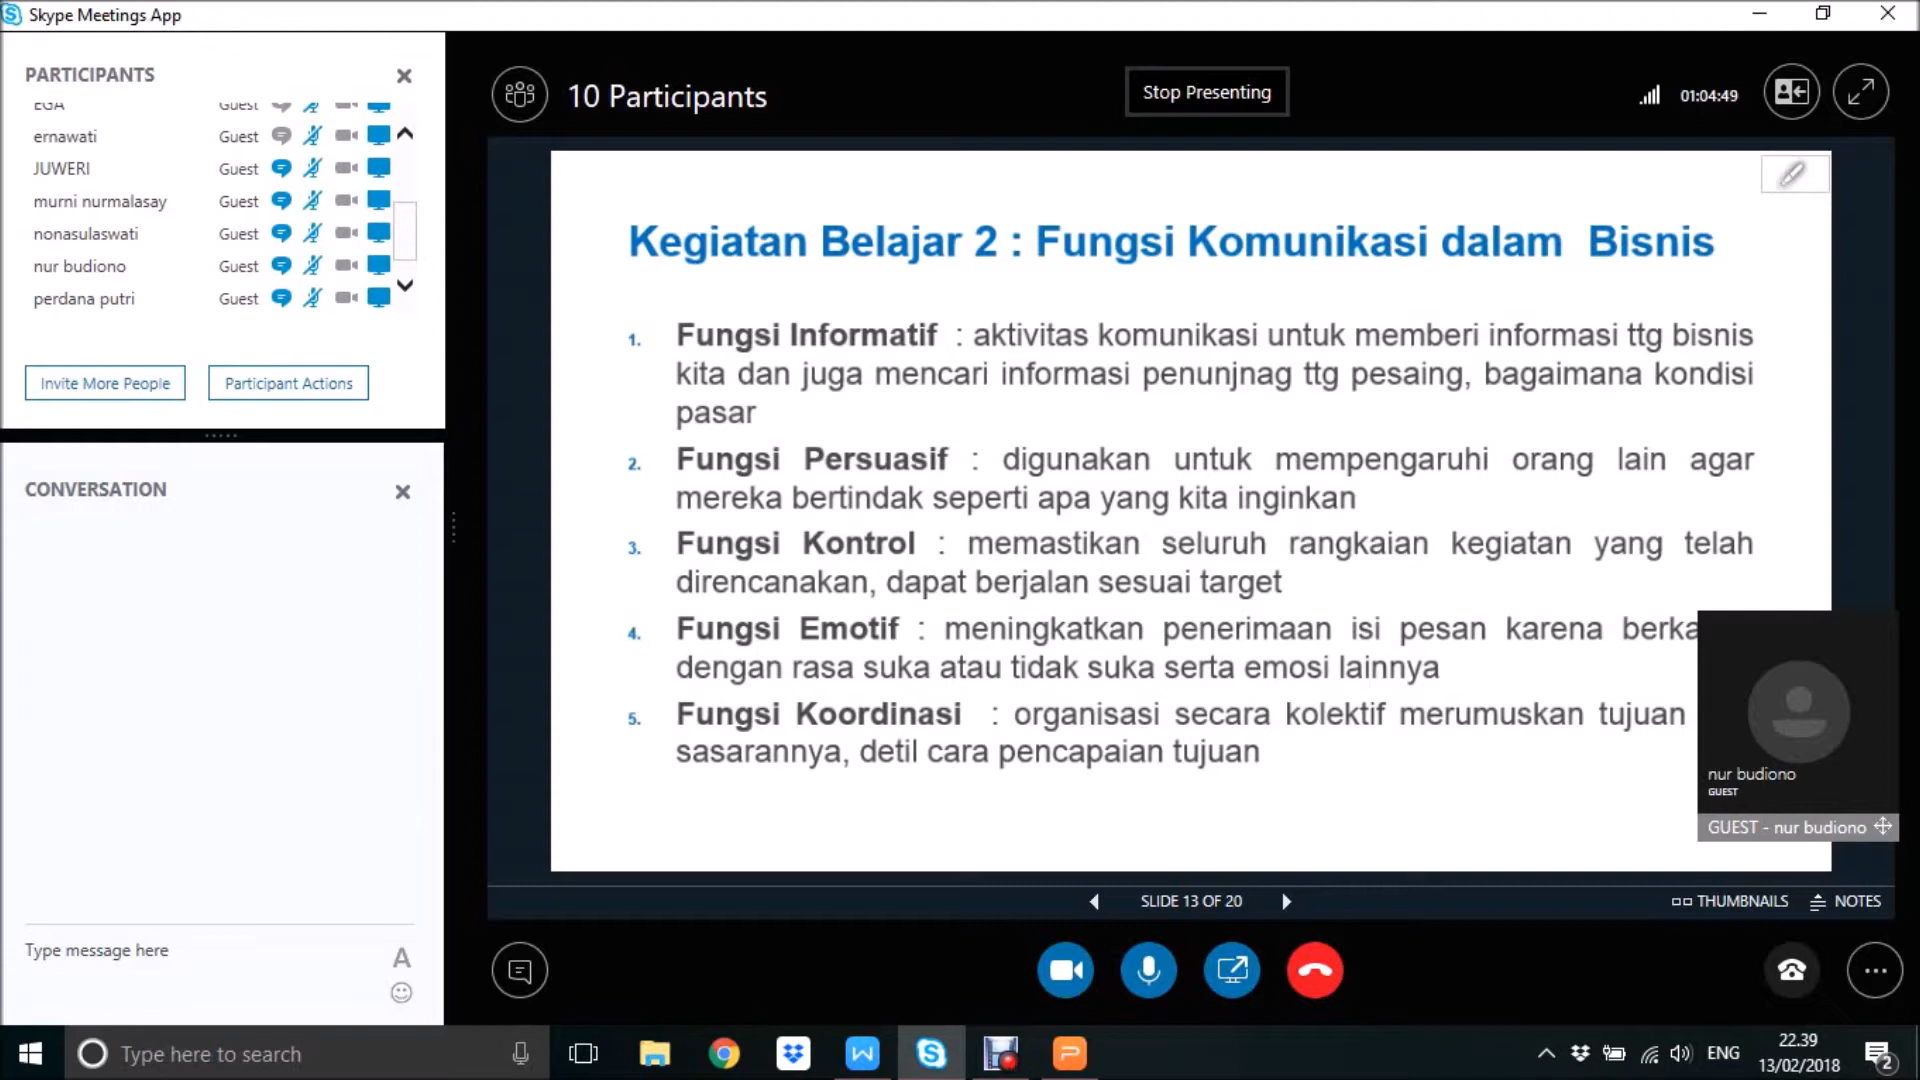 Skype Meetings App
PARTICIPANTS
EGA Guest
ernawati Guest
JUWERI Guest
murni nurmalasay Guest
nonasulaswati Guest
nur budiono Guest
perdana putri Guest
Invite More People Participant Actions
CONVERSATION
Type message here
A
10 Participants
Stop Presenting
01:04:49
Kegiatan Belajar 2 : Fungsi Komunikasi dalam Bisnis
1. Fungsi Informatif : aktivitas komunikasi untuk memberi informasi ttg bisnis
kita dan juga mencari informasi penunjnag ttg pesaing, bagaimana kondisi
pasar
2. Fungsi Persuasif : digunakan untuk mempengaruhi orang lain agar
mereka bertindak seperti apa yang kita inginkan
3. Fungsi Kontrol : memastikan seluruh rangkaian kegiatan yang telah
direncanakan, dapat berjalan sesuai target
4. Fungsi Emotif : meningkatkan penerimaan isi pesan karena berka
dengan rasa suka atau tidak suka serta emosi lainnya
5. Fungsi Koordinasi : organisasi secara kolektif merumuskan tujuan
sasarannya, detil cara pencapaian tujuan
nur budiono
GUEST
GUEST - nur budiono
SLIDE 13 OF 20
THUMBNAILS NOTES
Type here to search
ENG
22.39
13/02/2018
2